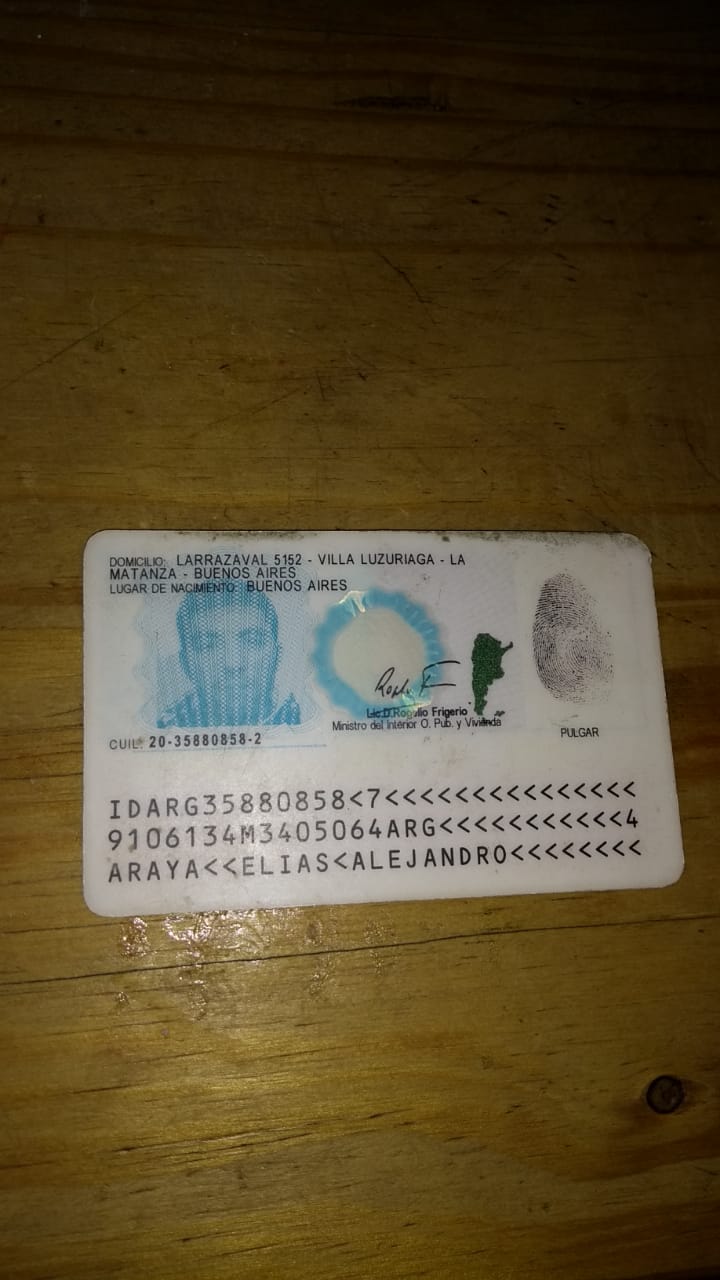 DOMICILIO: LARRAZAVAL 5152 - VILLA LUZURIAGA - LA
MATANZA - BUENOS AIRES
LUGAR DE NACIMIENTO: BUENOS AIRES
Lic.D.Rogelio Frigerio
Ministro del Interior O. Pub. y Vivienda
PULGAR
CUIL: 20-35880858-2
IDARG35880858<7<<<<<<<<<<<<<<<
9106134M3405064ARG<<<<<<<<<<<4
ARAYA<<ELIAS<ALEJANDRO<<<<<<<<